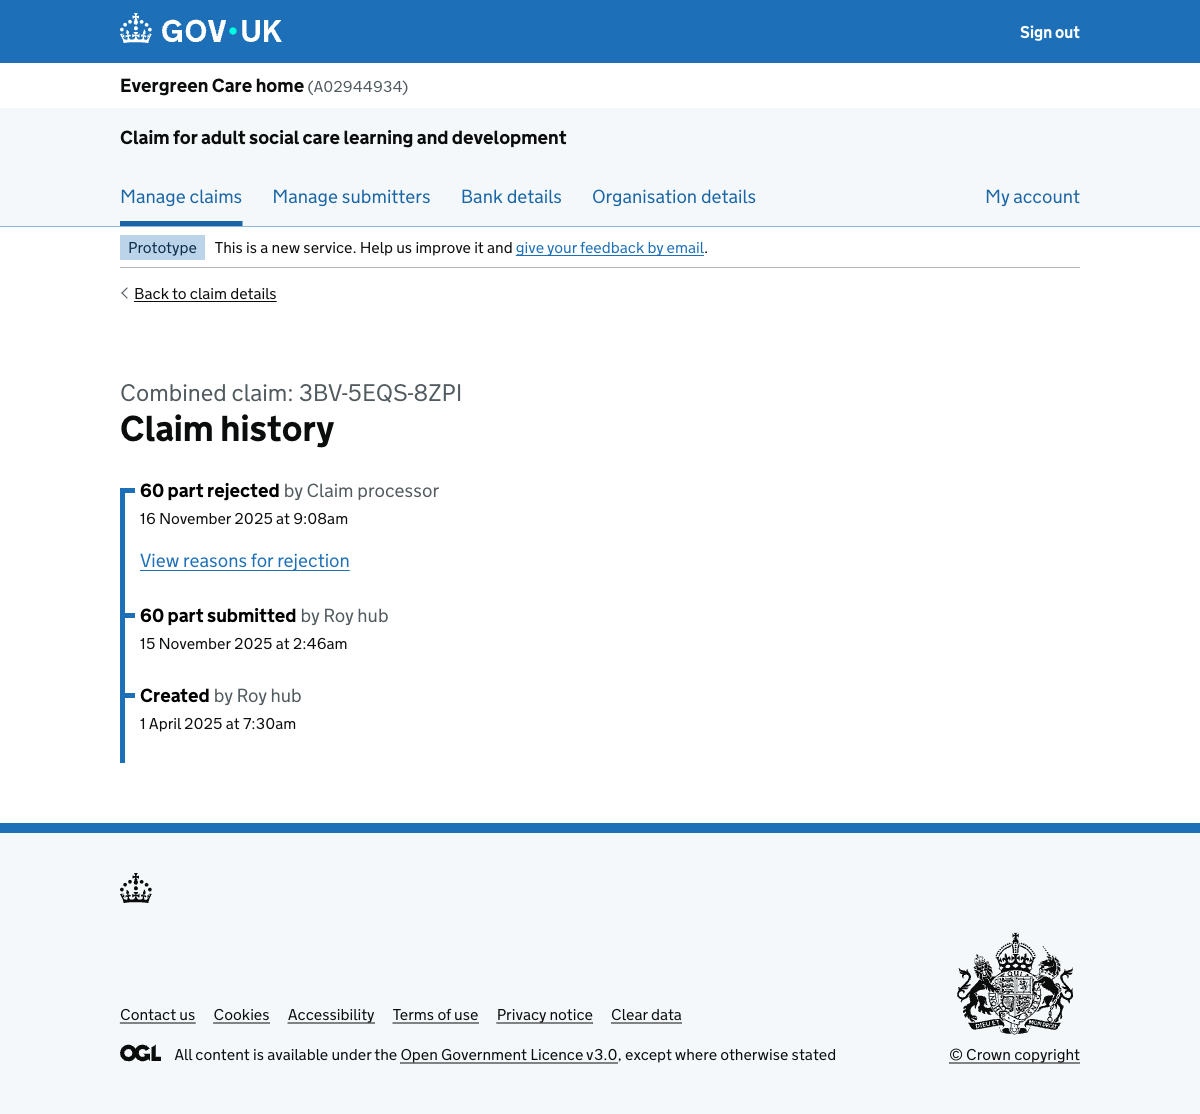 GOV·UK
Sign out
Evergreen Care home (A02944934)
Claim for adult social care learning and development
Manage claims Manage submitters Bank details Organisation details My account
Prototype This is a new service. Help us improve it and give your feedback by email.
Back to claim details
Combined claim: 3BV-5EQS-8ZPI
Claim history
60 part rejected by Claim processor
16 November 2025 at 9:08am
View reasons for rejection
60 part submitted by Roy hub
15 November 2025 at 2:46am
Created by Roy hub
1 April 2025 at 7:30am
QUI
DIEU ET MON DROIT
Contact us Cookies Accessibility Terms of use Privacy notice Clear data
OGL All content is available under the Open Government Licence v3.0, except where otherwise stated
© Crown copyright